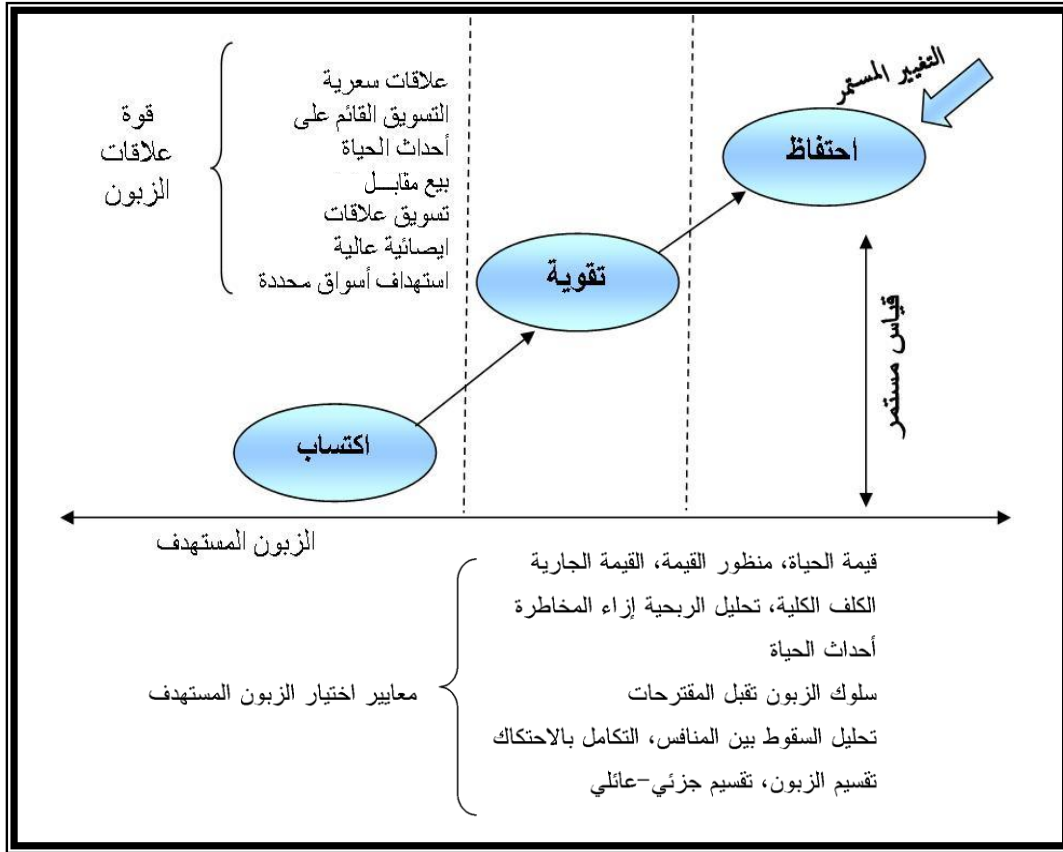 التغيير المستمر
احتفاظ
علاقات سعرية
التسويق القائم على
أحداث الحياة
بيع مقابل
تسويق علاقات
ايصائية عالية
استهداف أسواق محددة
قوة
علاقات
الزبون
تقوية
قياس مستمر
اكتساب
الزبون المستهدف
قيمة الحياة، منظور القيمة، القيمة الجارية
الكلف الكلية، تحليل الربحية إزاء المخاطرة
أحداث الحياة
سلوك الزبون تقبل المقترحات
تحليل السقوط بين المنافس، التكامل بالاحتكاك
تقسيم الزبون، تقسيم جزئي-عائلي
معايير اختيار الزبون المستهدف